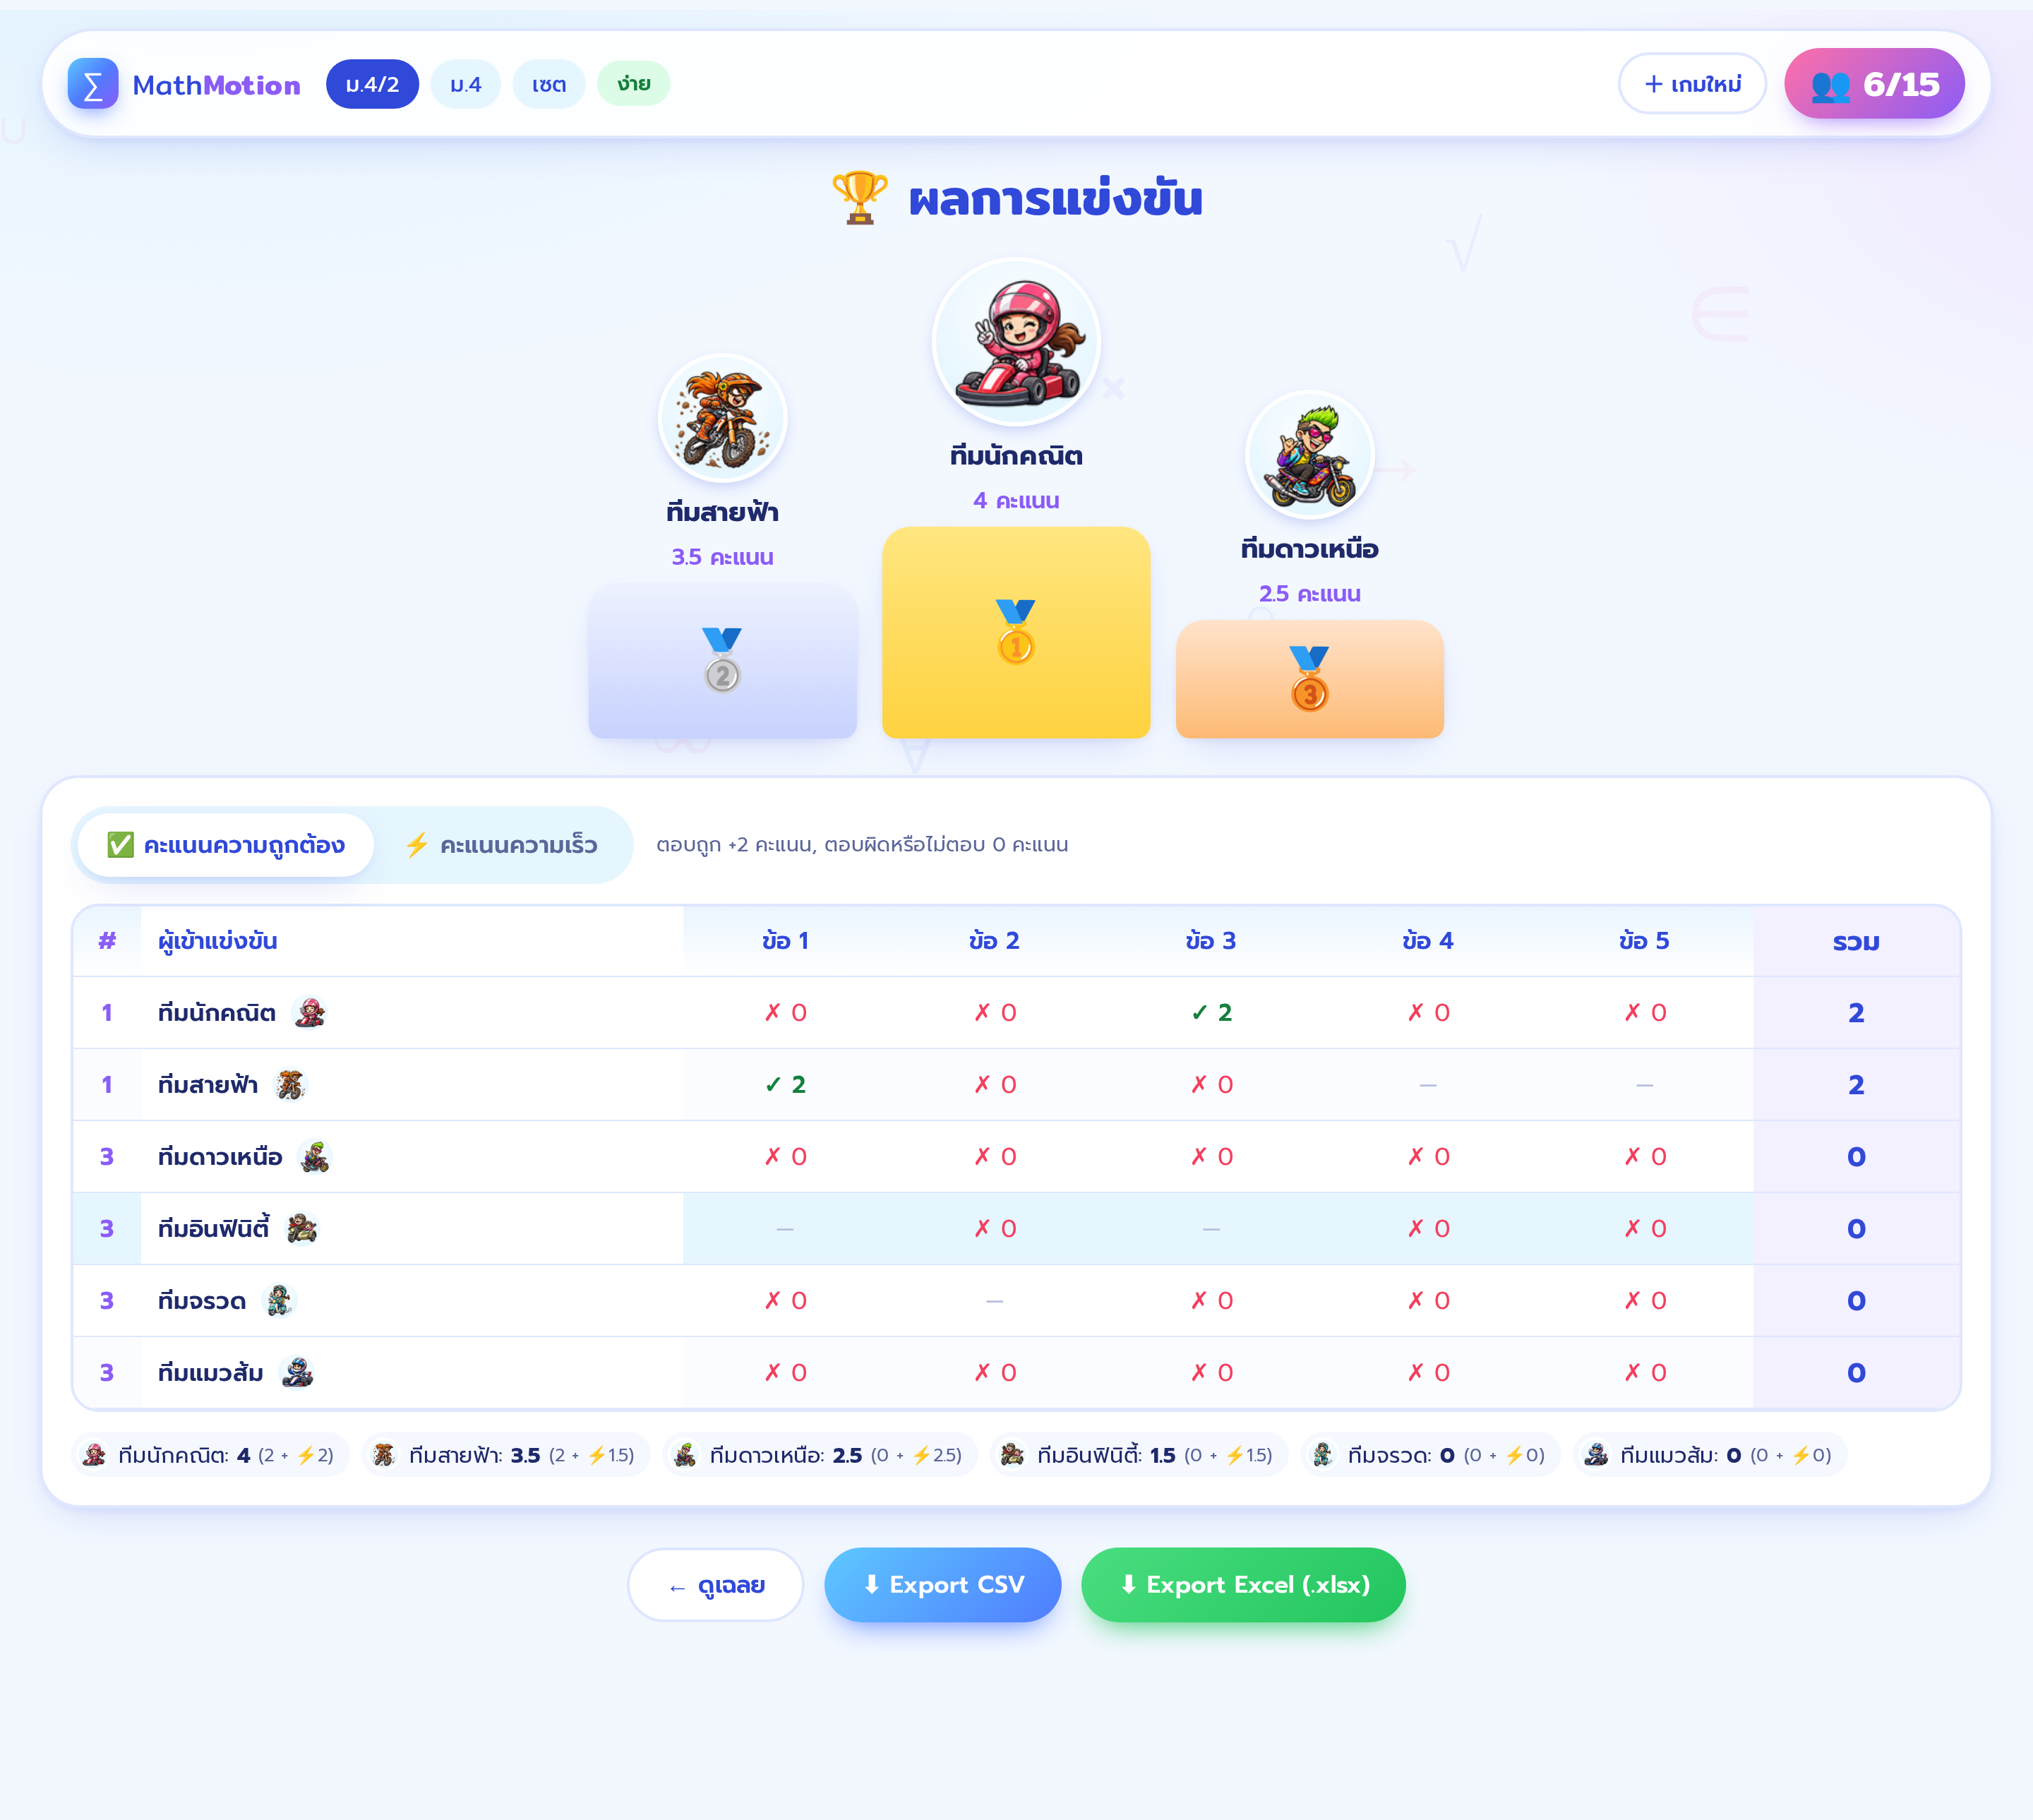 ∑ MathMotion ม.4/2 ม.4 เซต ง่าย + เกมใหม่ 👥 6/15
🏆 ผลการแข่งขัน
ทีมนักคณิต
4 คะแนน
ทีมสายฟ้า
3.5 คะแนน
ทีมดาวเหนือ
2.5 คะแนน
🥈 🥇 🥉
✅ คะแนนความถูกต้อง ⚡ คะแนนความเร็ว ตอบถูก +2 คะแนน, ตอบผิดหรือไม่ตอบ 0 คะแนน
# ผู้เข้าแข่งขัน ข้อ 1 ข้อ 2 ข้อ 3 ข้อ 4 ข้อ 5 รวม
1 ทีมนักคณิต ✗ 0 ✗ 0 ✓ 2 ✗ 0 ✗ 0 2
1 ทีมสายฟ้า ✓ 2 ✗ 0 ✗ 0 — — 2
3 ทีมดาวเหนือ ✗ 0 ✗ 0 ✗ 0 ✗ 0 ✗ 0 0
3 ทีมอินฟินิตี้ — ✗ 0 — ✗ 0 ✗ 0 0
3 ทีมจรวด ✗ 0 — ✗ 0 ✗ 0 ✗ 0 0
3 ทีมแมวส้ม ✗ 0 ✗ 0 ✗ 0 ✗ 0 ✗ 0 0
ทีมนักคณิต: 4 (2 + ⚡2) ทีมสายฟ้า: 3.5 (2 + ⚡1.5) ทีมดาวเหนือ: 2.5 (0 + ⚡2.5) ทีมอินฟินิตี้: 1.5 (0 + ⚡1.5) ทีมจรวด: 0 (0 + ⚡0) ทีมแมวส้ม: 0 (0 + ⚡0)
← ดูเฉลย ⬇ Export CSV ⬇ Export Excel (.xlsx)